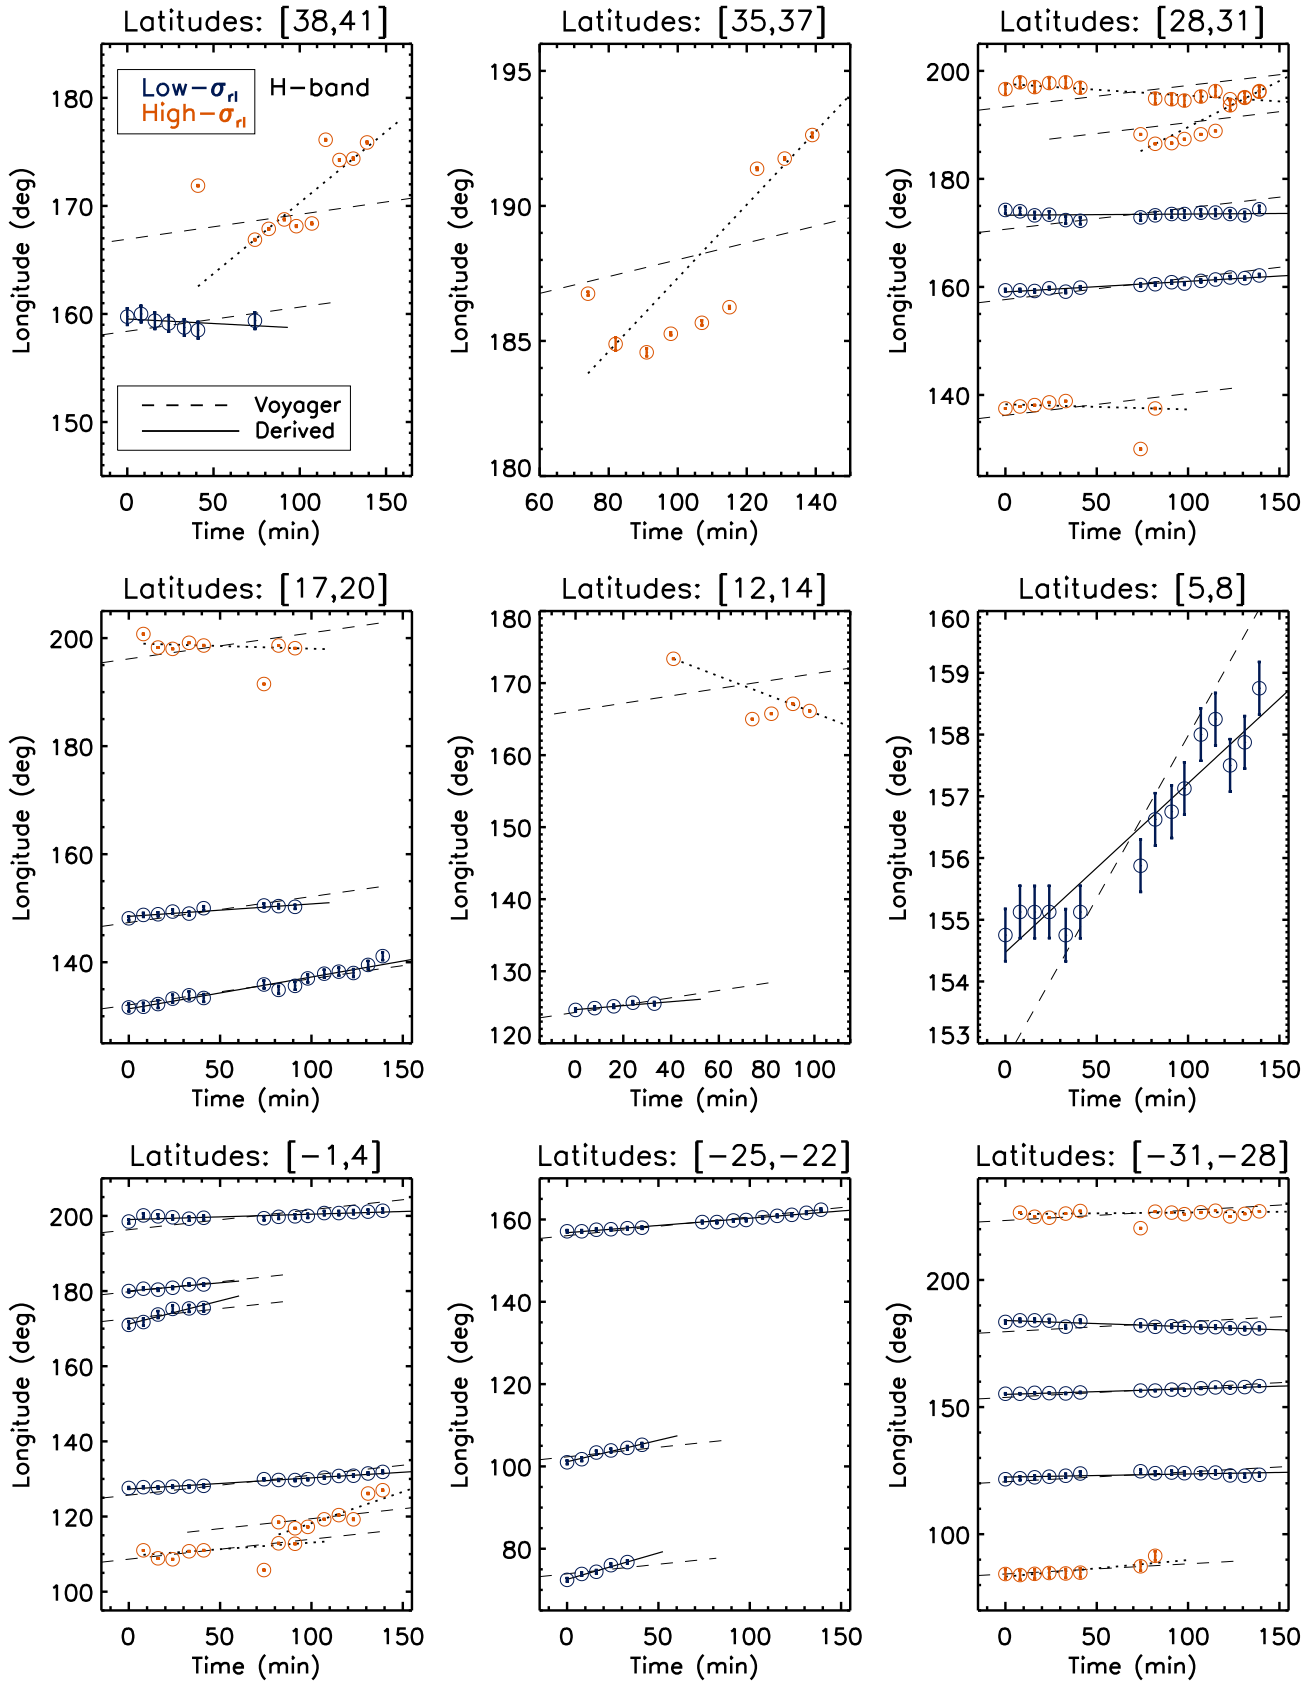 Latitudes: [38,41]
Latitudes: [35,37]
Latitudes: [28,31]
Low-σrl H-band
High-σrl
Voyager
Derived
180
170
160
150
Longitude (deg)
0 50 100 150
Time (min)
195
190
185
180
Longitude (deg)
60 80 100 120 140
Time (min)
200
180
160
140
Longitude (deg)
0 50 100 150
Time (min)
Latitudes: [17,20]
Latitudes: [12,14]
Latitudes: [5,8]
200
180
160
140
Longitude (deg)
0 50 100 150
Time (min)
180
170
160
150
140
130
120
Longitude (deg)
0 20 40 60 80 100
Time (min)
160
159
158
157
156
155
154
153
Longitude (deg)
0 50 100 150
Time (min)
Latitudes: [-1,4]
Latitudes: [-25,-22]
Latitudes: [-31,-28]
200
180
160
140
120
100
Longitude (deg)
0 50 100 150
Time (min)
160
140
120
100
80
Longitude (deg)
0 50 100 150
Time (min)
200
150
100
Longitude (deg)
0 50 100 150
Time (min)